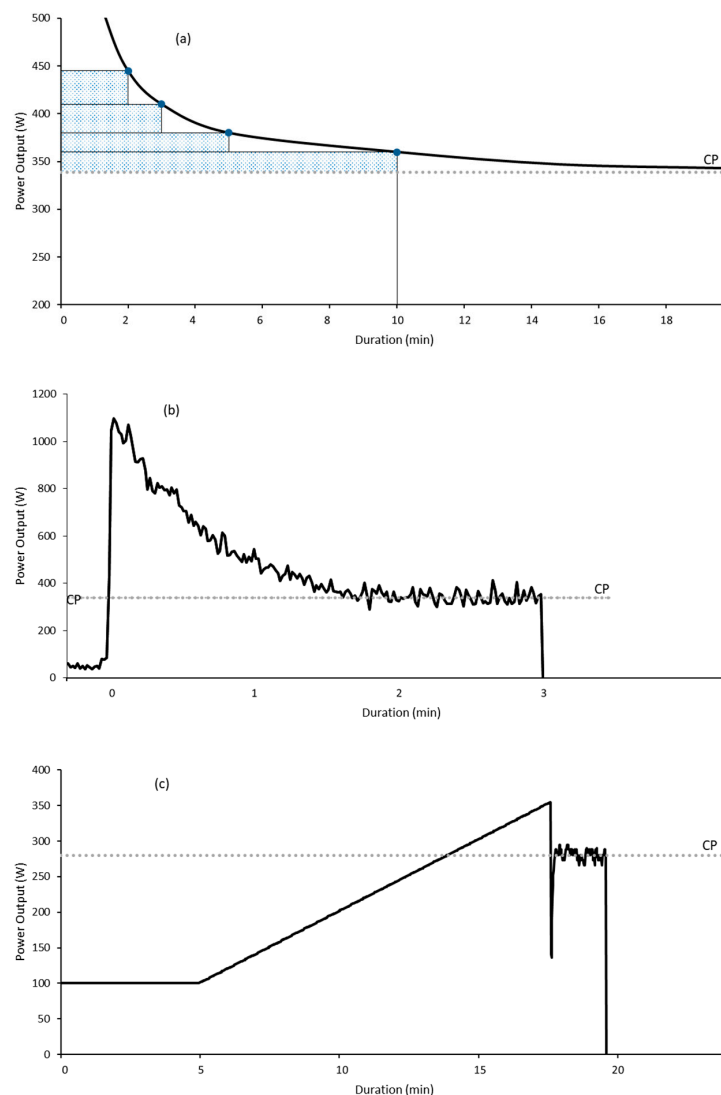 (a)
500
450
400
350
300
250
200
Power Output (W)
CP
0 2 4 6 8 10 12 14 16 18
Duration (min)
(b)
1200
1000
800
600
400
200
0
Power Output (W)
CP
CP
0 1 2 3
Duration (min)
(c)
400
350
300
250
200
150
100
50
0
Power Output (W)
CP
0 5 10 15 20
Duration (min)